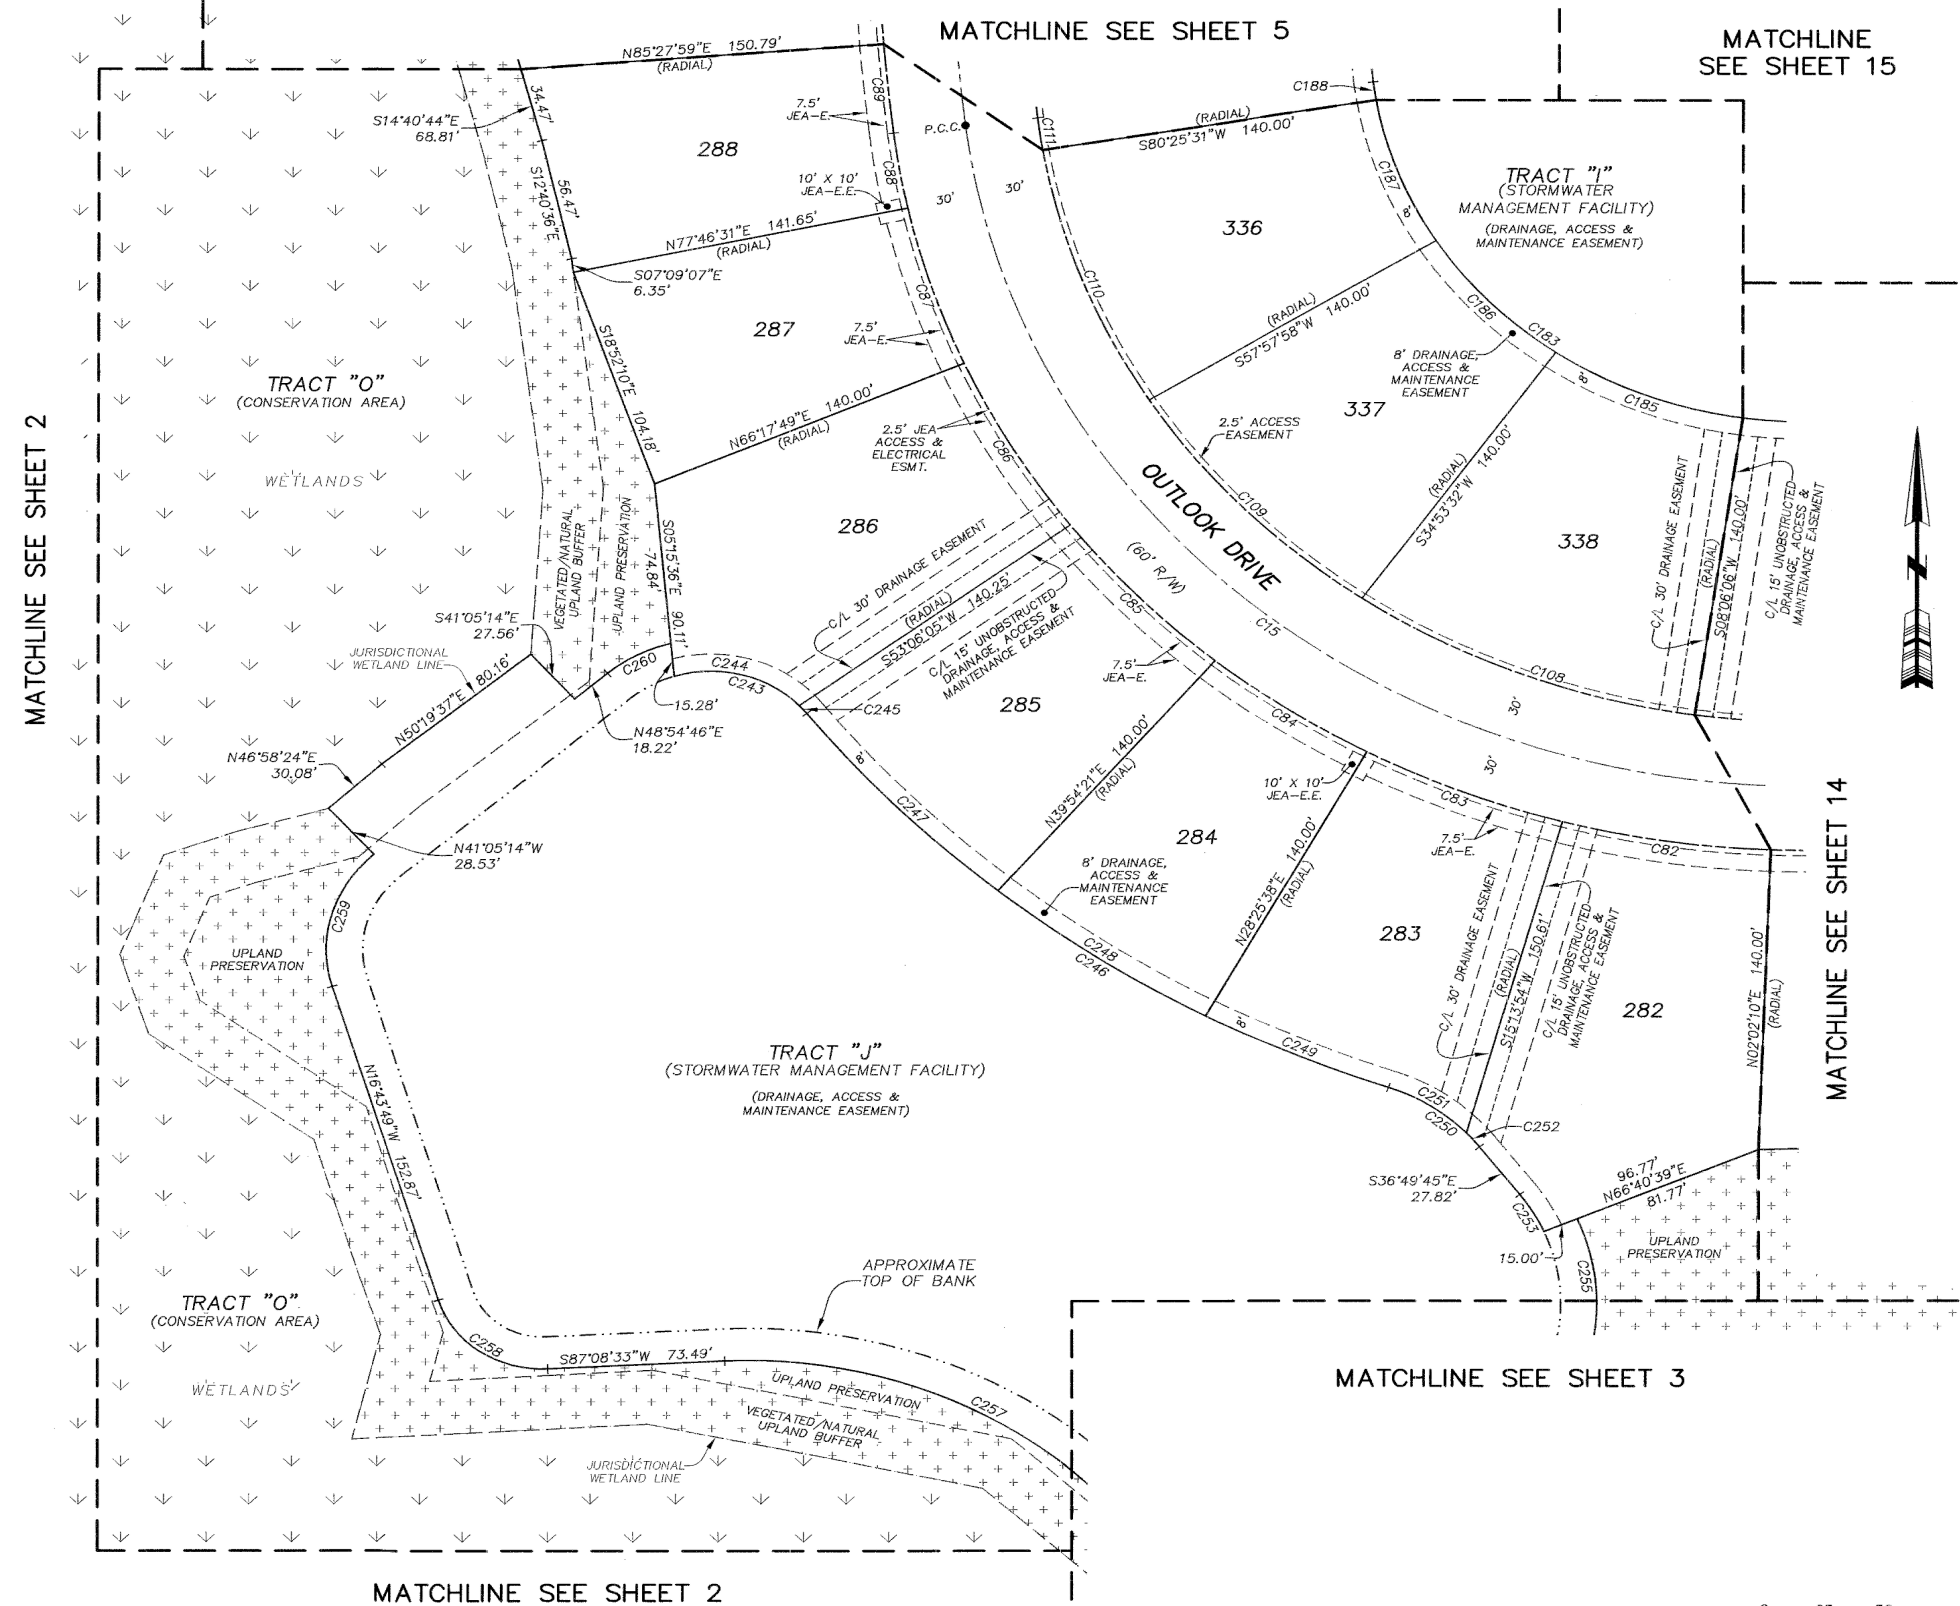 MATCHLINE SEE SHEET 5
MATCHLINE
SEE SHEET 15
N85°27'59"E 150.79'
(RADIAL)
C89
C188
34.47'
S14°40'44"E
68.81'
7.5'
JEA-E.
P.C.C.
C111
(RADIAL)
S80°25'31"W 140.00'
288
C88
10' X 10'
JEA-E.E.
30'
30'
C187
8'
TRACT "I"
(STORMWATER
MANAGEMENT FACILITY)
(DRAINAGE, ACCESS &
MAINTENANCE EASEMENT)
S12°40'36"E
56.47'
336
N77°46'31"E 141.65'
(RADIAL)
S07°09'07"E
6.35'
C87
C110
C186
C183
(RADIAL)
S57°57'58"W 140.00'
287
7.5'
JEA-E.
S18°52'10"E 104.18'
8' DRAINAGE,
ACCESS &
MAINTENANCE
EASEMENT
8'
C185
TRACT "O"
(CONSERVATION AREA)
N66°17'49"E 140.00'
(RADIAL)
337
2.5' JEA
ACCESS &
ELECTRICAL
ESMT.
C86
2.5' ACCESS
EASEMENT
MATCHLINE SEE SHEET 2
WETLANDS
(RADIAL)
S34°53'32"W 140.00'
OUTLOOK DRIVE
(60' R/W)
C109
C15
286
338
C/L 30' DRAINAGE EASEMENT
(RADIAL)
S08°06'06"W 140.00'
C/L 15' UNOBSTRUCTED
DRAINAGE, ACCESS &
MAINTENANCE EASEMENT
VEGETATED/NATURAL
UPLAND BUFFER
UPLAND PRESERVATION
S05°15'36"E 90.11'
74.84'
C/L 30' DRAINAGE EASEMENT
(RADIAL)
S53°06'05"W 140.25'
C/L 15' UNOBSTRUCTED
DRAINAGE, ACCESS &
MAINTENANCE EASEMENT
C85
S41°05'14"E
27.56'
JURISDICTIONAL
WETLAND LINE
C260
C244
C243
C245
15.28'
7.5'
JEA-E.
C108
30'
285
C84
N50°19'37"E 80.16'
N48°54'46"E
18.22'
N46°58'24"E
30.08'
8'
C247
N39°54'21"E 140.00'
(RADIAL)
30'
10' X 10'
JEA-E.E.
C83
7.5'
JEA-E.
C82
284
N41°05'14"W
28.53'
8' DRAINAGE,
ACCESS &
MAINTENANCE
EASEMENT
N28°25'38"E 140.00'
(RADIAL)
MATCHLINE SEE SHEET 14
C259
283
C/L 30' DRAINAGE EASEMENT
(RADIAL)
S15°13'54"W 150.61'
C/L 15' UNOBSTRUCTED
DRAINAGE, ACCESS &
MAINTENANCE EASEMENT
UPLAND
PRESERVATION
C248
C246
282
N02°02'10"E 140.00'
(RADIAL)
8'
C249
TRACT "J"
(STORMWATER MANAGEMENT FACILITY)
(DRAINAGE, ACCESS &
MAINTENANCE EASEMENT)
N16°43'49"W 152.87'
C251
C250
C252
S36°49'45"E
27.82'
96.77'
N66°40'39"E
81.77'
C253
15.00'
UPLAND
PRESERVATION
C255
APPROXIMATE
TOP OF BANK
TRACT "O"
(CONSERVATION AREA)
C258
S87°08'33"W 73.49'
MATCHLINE SEE SHEET 3
WETLANDS
UPLAND PRESERVATION
C257
VEGETATED/NATURAL
UPLAND BUFFER
JURISDICTIONAL
WETLAND LINE
MATCHLINE SEE SHEET 2